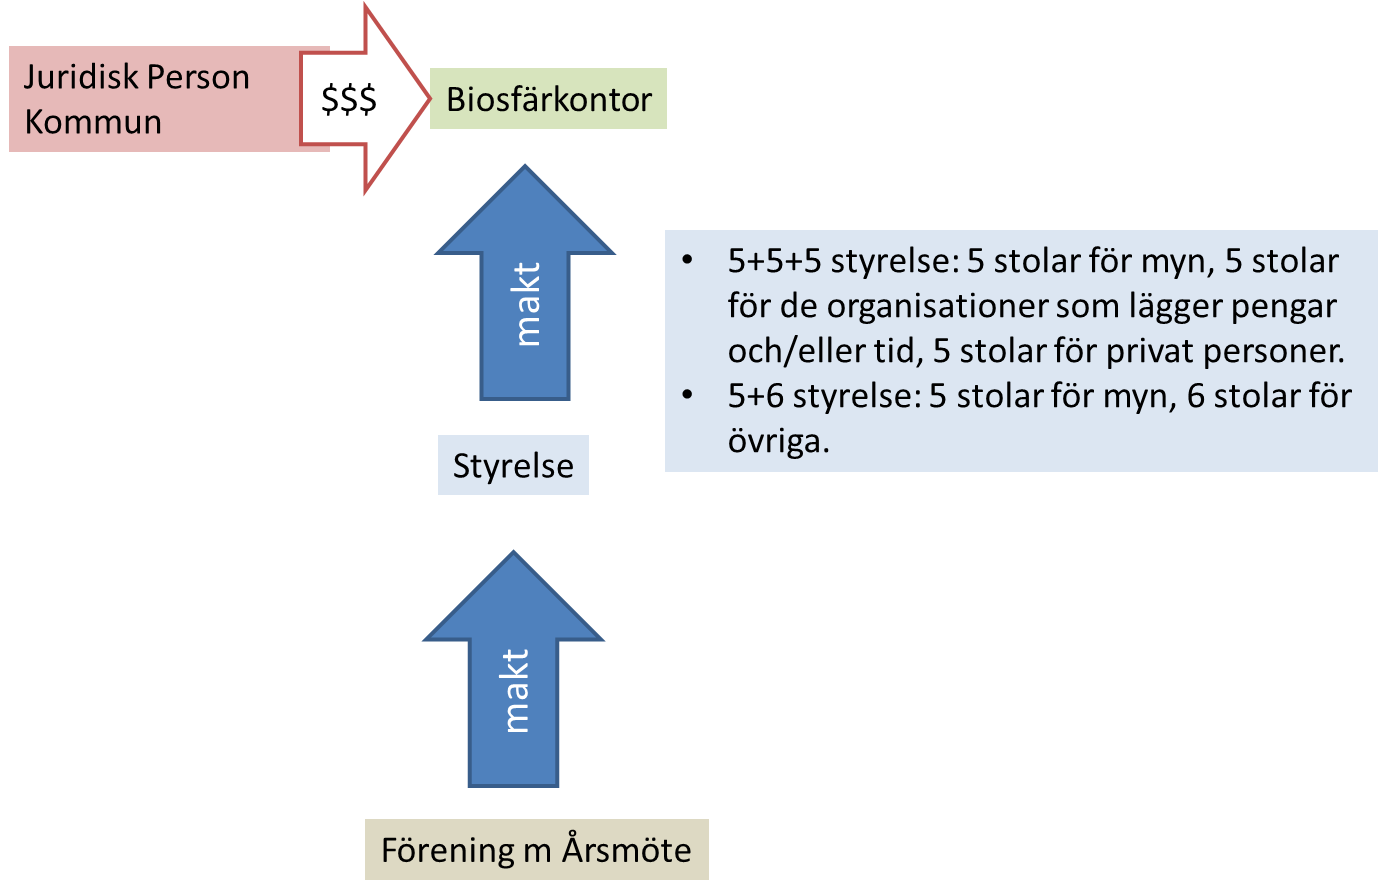 Juridisk Person
Kommun
$$$
Biosfärkontor
makt
• 5+5+5 styrelse: 5 stolar för myn, 5 stolar
för de organisationer som lägger pengar
och/eller tid, 5 stolar för privat personer.
• 5+6 styrelse: 5 stolar för myn, 6 stolar för
övriga.
Styrelse
makt
Förening m Årsmöte